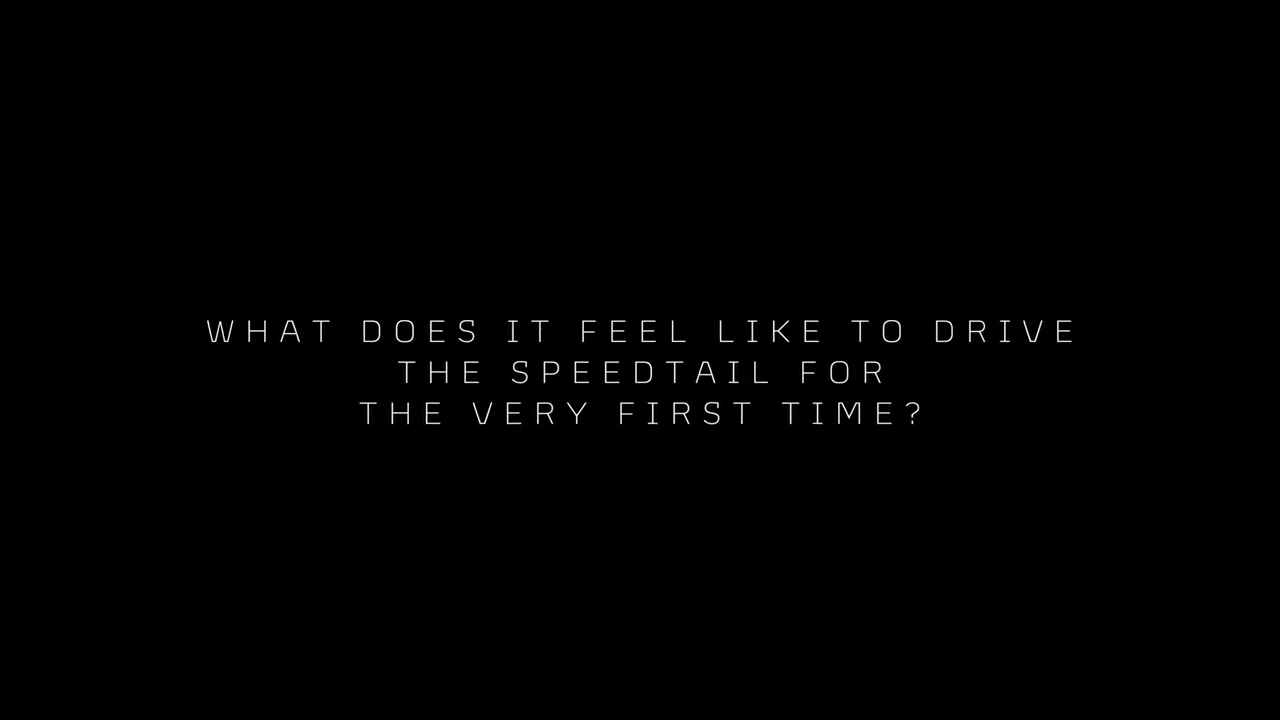 WHAT DOES IT FEEL LIKE TO DRIVE
THE SPEEDTAIL FOR
THE VERY FIRST TIME?